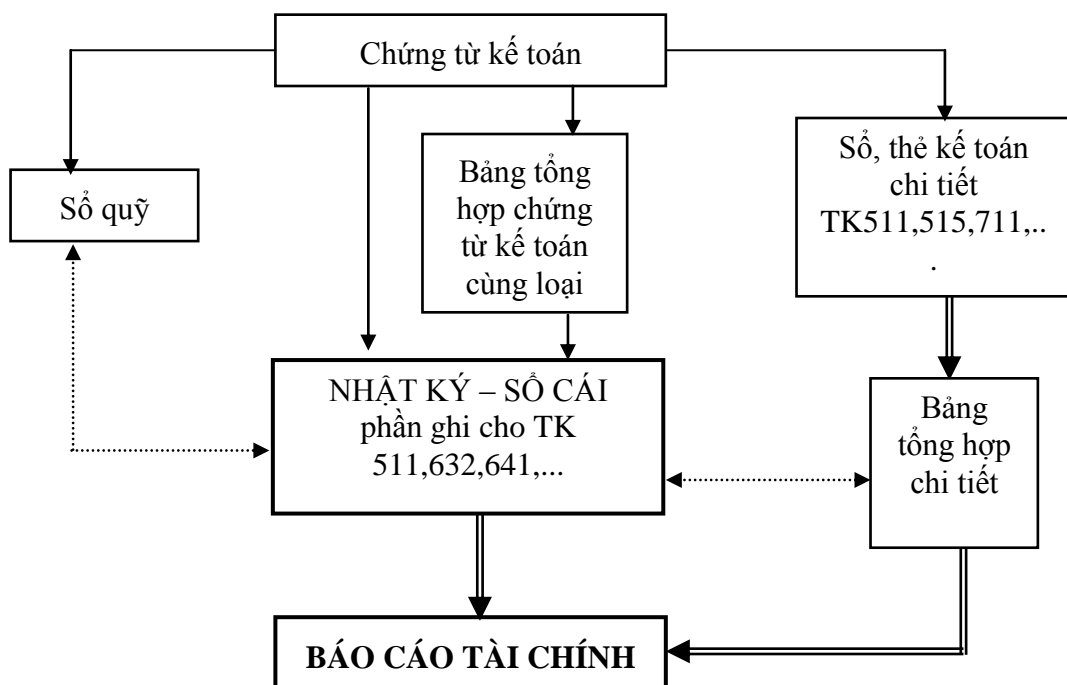 Chứng từ kế toán
Sổ quỹ
Bảng tổng
hợp chứng
từ kế toán
cùng loại
Sổ, thẻ kế toán
chi tiết
TK511,515,711,..
.
NHẬT KÝ – SỔ CÁI
phần ghi cho TK
511,632,641,...
Bảng
tổng hợp
chi tiết
BÁO CÁO TÀI CHÍNH